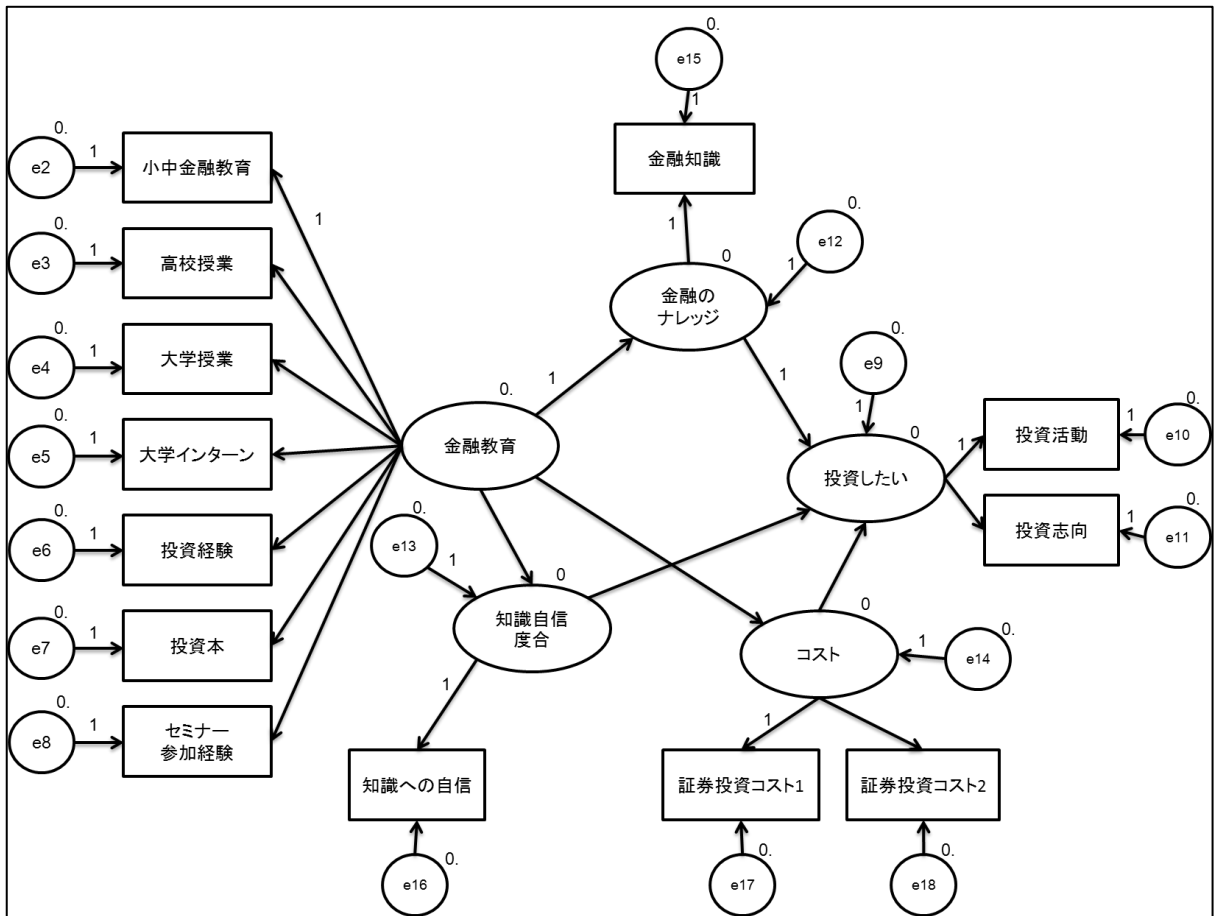 0.
e15
1
金融知識
0.
e2
1
小中金融教育
1
0.
e3
1
高校授業
0.
e4
1
大学授業
0.
e5
1
大学インターン
0.
e6
1
投資経験
0.
e7
1
投資本
0.
e8
1
セミナー
参加経験
0.
金融教育
1
1
0
金融の
ナレッジ
0.
e12
1
1
0.
e9
1
0
投資したい
1
投資活動
1
0.
e10
投資志向
1
0.
e11
0.
e13
1
0
知識自信
度合
1
知識への自信
0.
e16
0
コスト
1
0.
e14
1
証券投資コスト1
証券投資コスト2
0.
e17
0.
e18